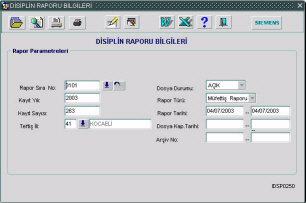 DİSİPLİN RAPORU BİLGİLERİ
SIEMENS
DİSİPLİN RAPORU BİLGİLERİ
Rapor Parametreleri
Rapor Sıra No: 0101 Dosya Durumu: AÇIK
Kayıt Yılı: 2003 Rapor Türü: Müfettiş Raporu
Kayıt Sayısı: 263 Rapor Tarihi: 04/07/2003 .. 04/07/2003
Teftiş İli: 41 KOCAELİ Dosya Kap.Tarihi: ..
Arşiv No: ..
IDSP0250